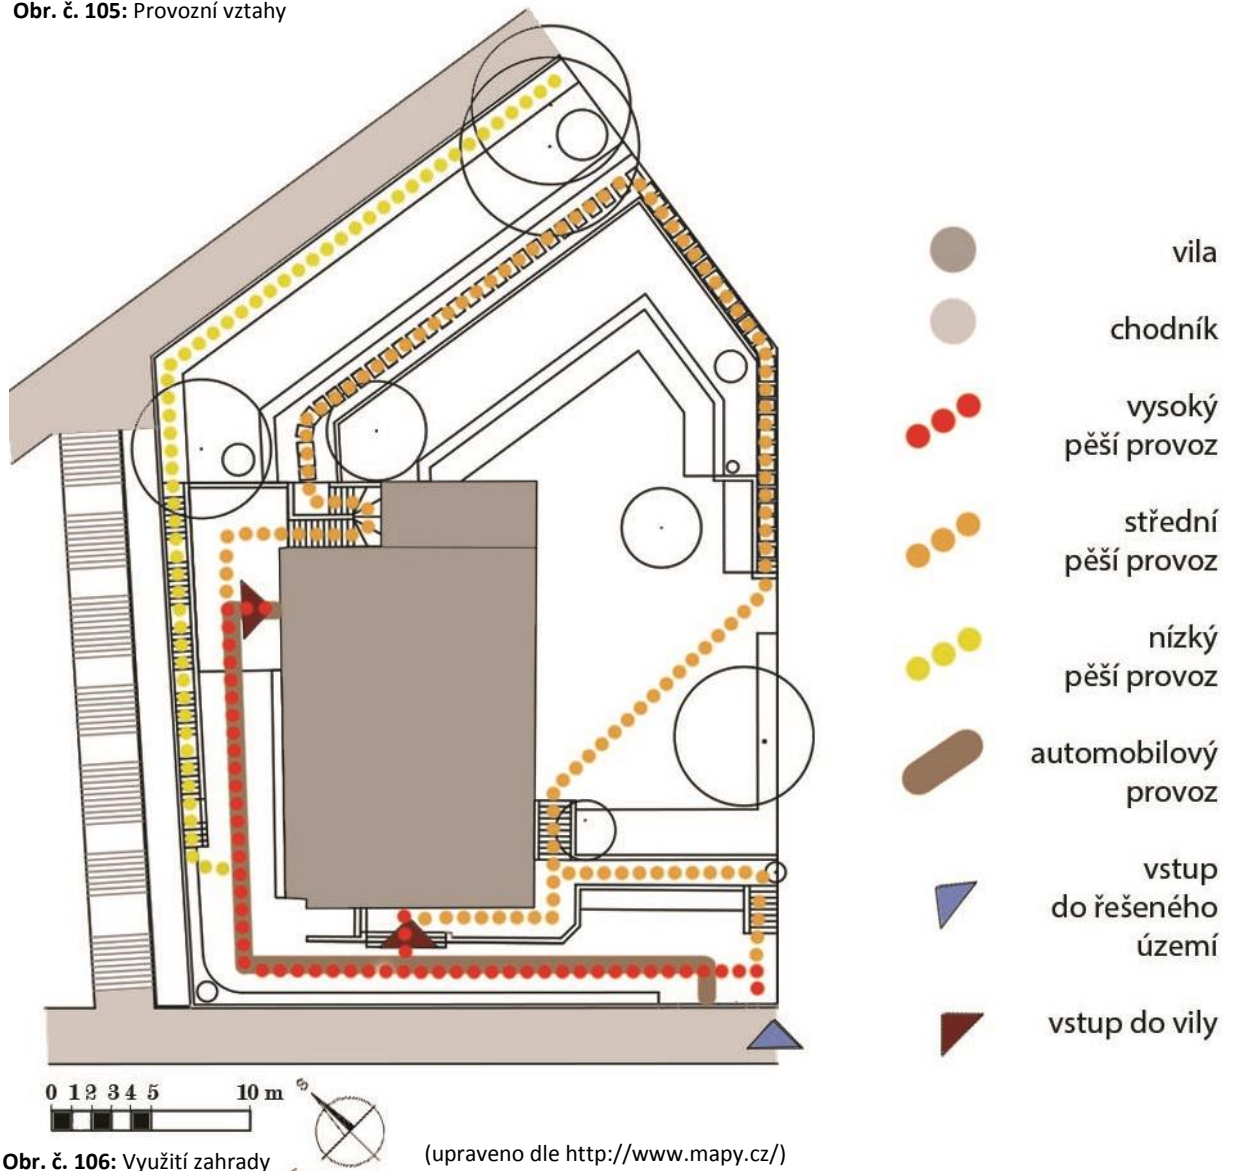 Obr. č. 105: Provozní vztahy
vila
chodník
vysoký
pěší provoz
střední
pěší provoz
nízký
pěší provoz
automobilový
provoz
vstup
do řešeného
území
vstup do vily
0 1 2 3 4 5 10 m
S
(upraveno dle http://www.mapy.cz/)
Obr. č. 106: Využití zahrady